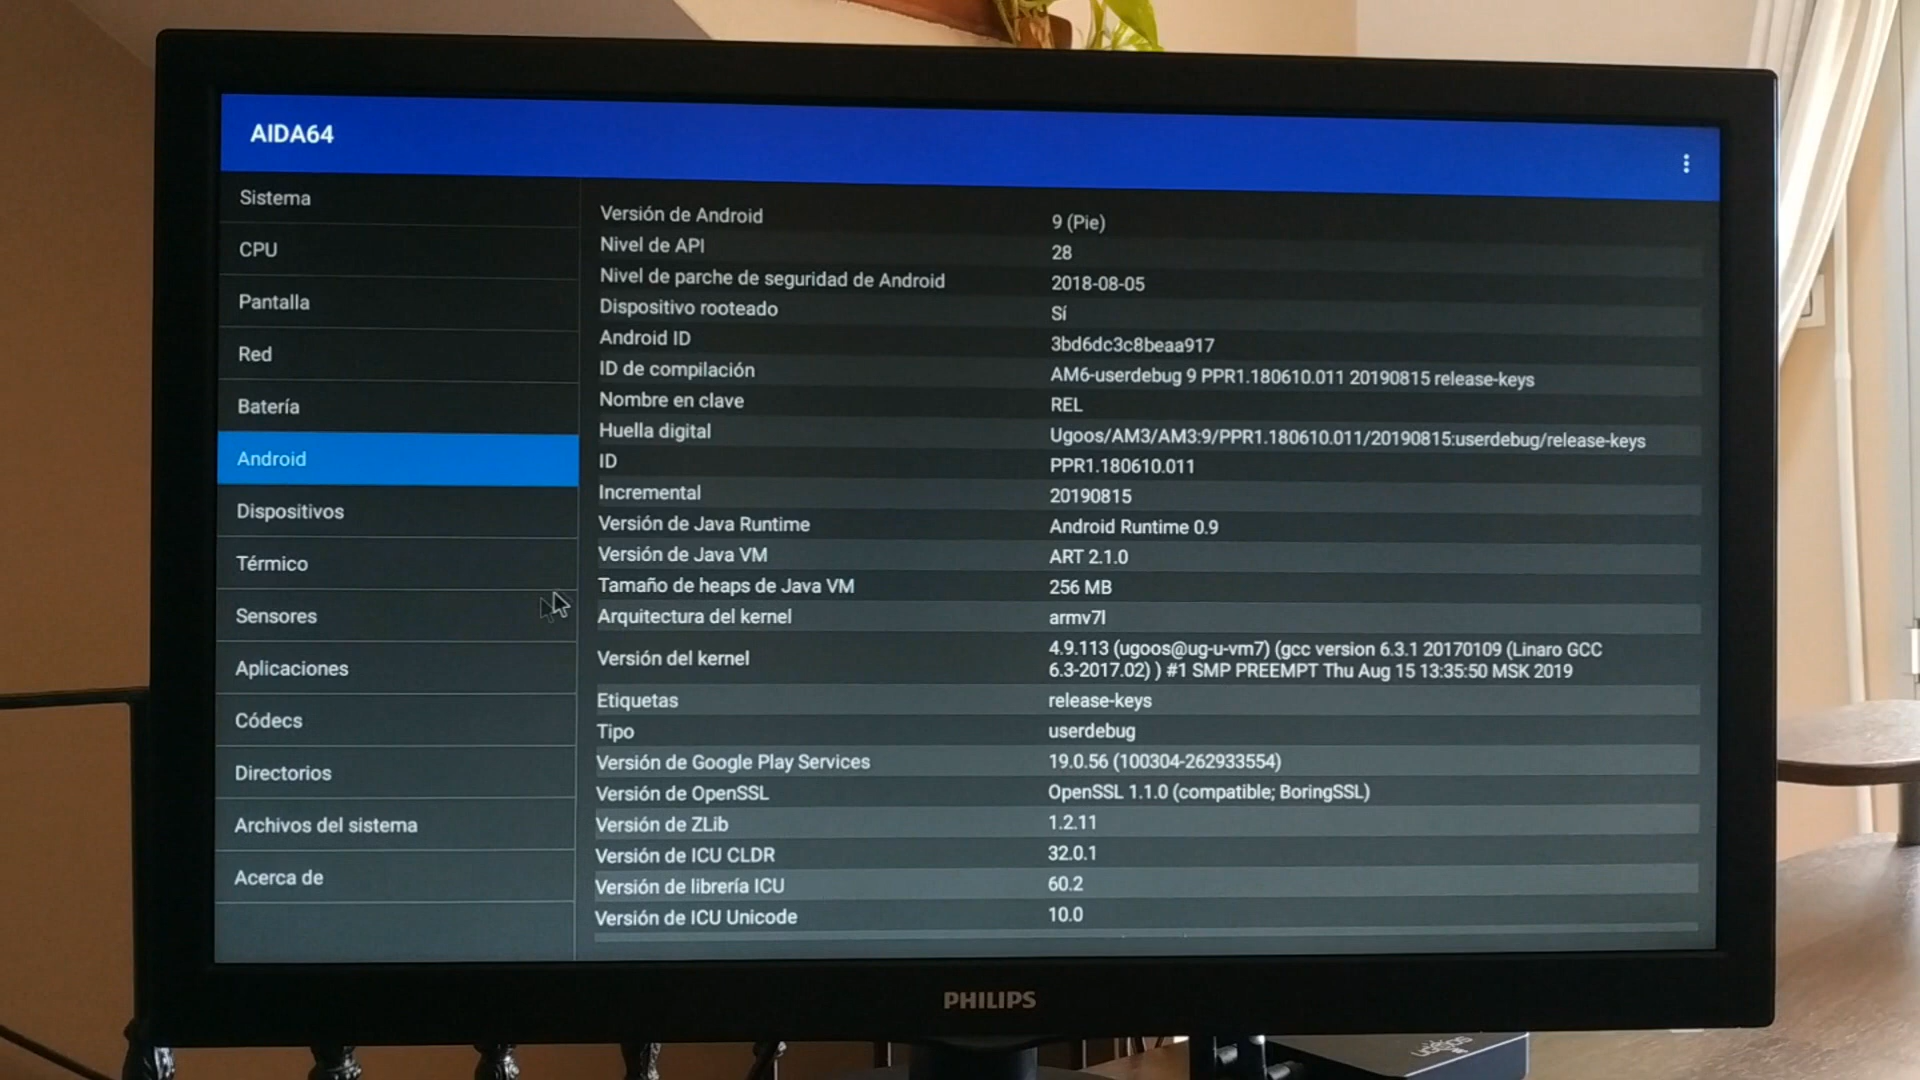 AIDA64
Sistema
CPU
Pantalla
Red
Batería
Android
Dispositivos
Térmico
Sensores
Aplicaciones
Códecs
Directorios
Archivos del sistema
Acerca de
Versión de Android 9 (Pie)
Nivel de API 28
Nivel de parche de seguridad de Android 2018-08-05
Dispositivo rooteado Sí
Android ID 3bd6dc3c8beaa917
ID de compilación AM6-userdebug 9 PPR1.180610.011 20190815 release-keys
Nombre en clave REL
Huella digital Ugoos/AM3/AM3:9/PPR1.180610.011/20190815:userdebug/release-keys
ID PPR1.180610.011
Incremental 20190815
Versión de Java Runtime Android Runtime 0.9
Versión de Java VM ART 2.1.0
Tamaño de heaps de Java VM 256 MB
Arquitectura del kernel armv7l
Versión del kernel 4.9.113 (ugoos@ug-u-vm7) (gcc version 6.3.1 20170109 (Linaro GCC
6.3-2017.02) ) #1 SMP PREEMPT Thu Aug 15 13:35:50 MSK 2019
Etiquetas release-keys
Tipo userdebug
Versión de Google Play Services 19.0.56 (100304-262933554)
Versión de OpenSSL OpenSSL 1.1.0 (compatible; BoringSSL)
Versión de ZLib 1.2.11
Versión de ICU CLDR 32.0.1
Versión de librería ICU 60.2
Versión de ICU Unicode 10.0
PHILIPS
ugoos